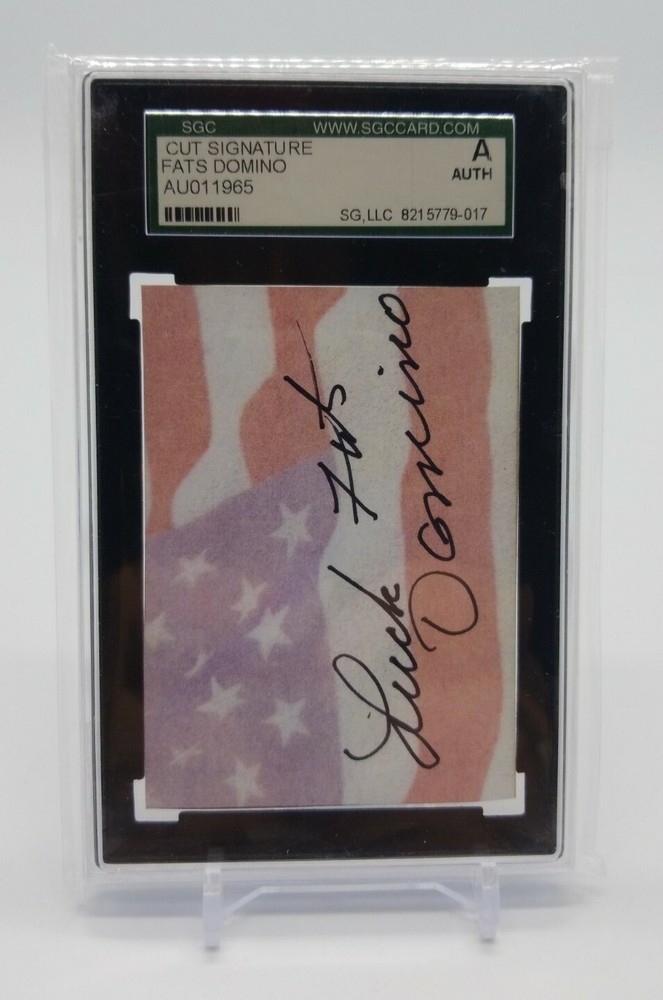 SGC WWW.SGCCARD.COM
CUT SIGNATURE A
FATS DOMINO AUTH
AU011965
SG,LLC 8215779-017
Luck Fats
Domino